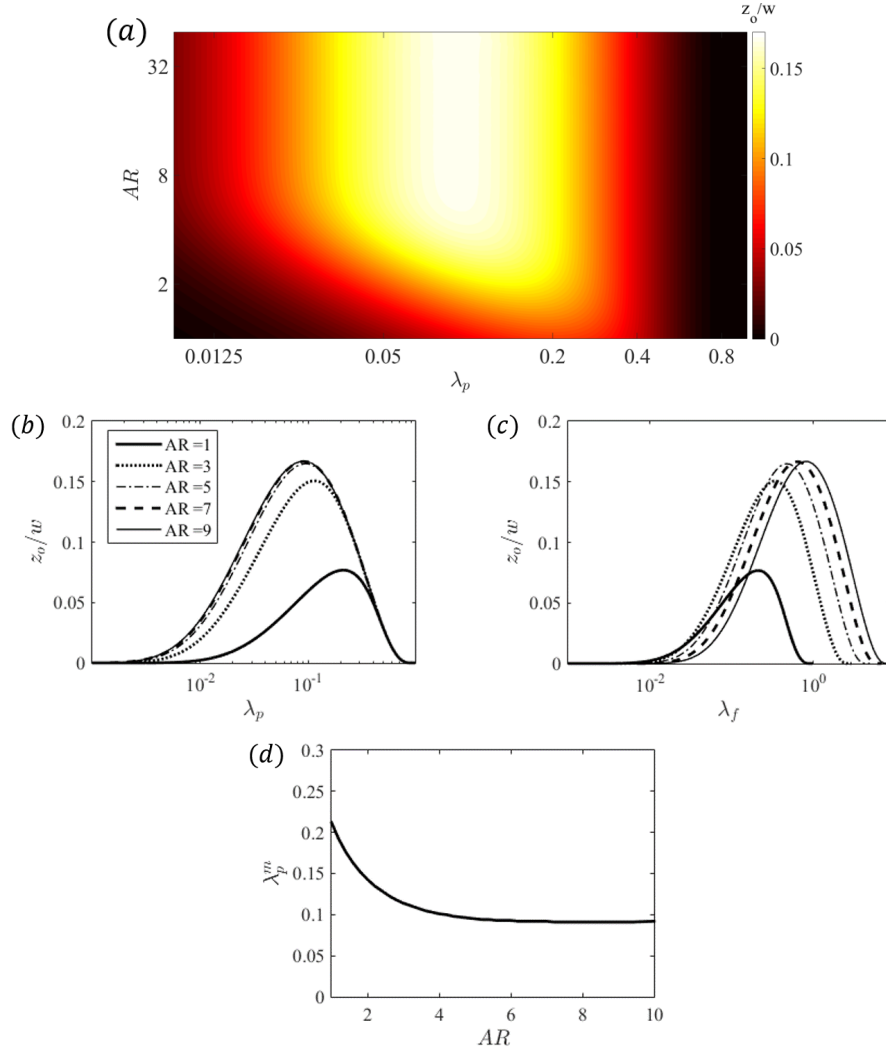 (a)
z_o/w
AR
32
8
2
0.0125
0.05
0.2
0.4
0.8
λ_p
0.15
0.1
0.05
0
(b)
z_o/w
0.2
0.15
0.1
0.05
0
AR =1
AR =3
AR =5
AR =7
AR =9
10^-2
10^-1
λ_p
(c)
z_o/w
0.2
0.15
0.1
0.05
0
10^-2
10^0
λ_f
(d)
λ_p^m
0.3
0.25
0.2
0.15
0.1
0.05
0
2
4
6
8
10
AR